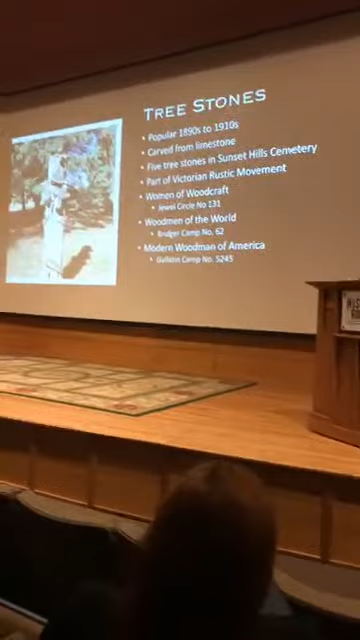 TREE STONES
• Popular 1890s to 1910s
• Carved from limestone
• Five tree stones in Sunset Hills Cemetery
• Part of Victorian Rustic Movement
• Women of Woodcraft
• Jewel Circle No 131
• Woodmen of the World
• Bridger Camp No. 62
• Modern Woodman of America
• Gallatin Camp No. 5245